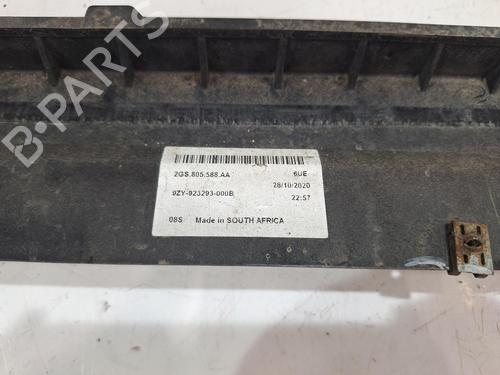 B-PARTS
2GS.805.588.AA 6UE
28/10/2020
9ZY-923293-000B 22:57
08S Made in SOUTH AFRICA